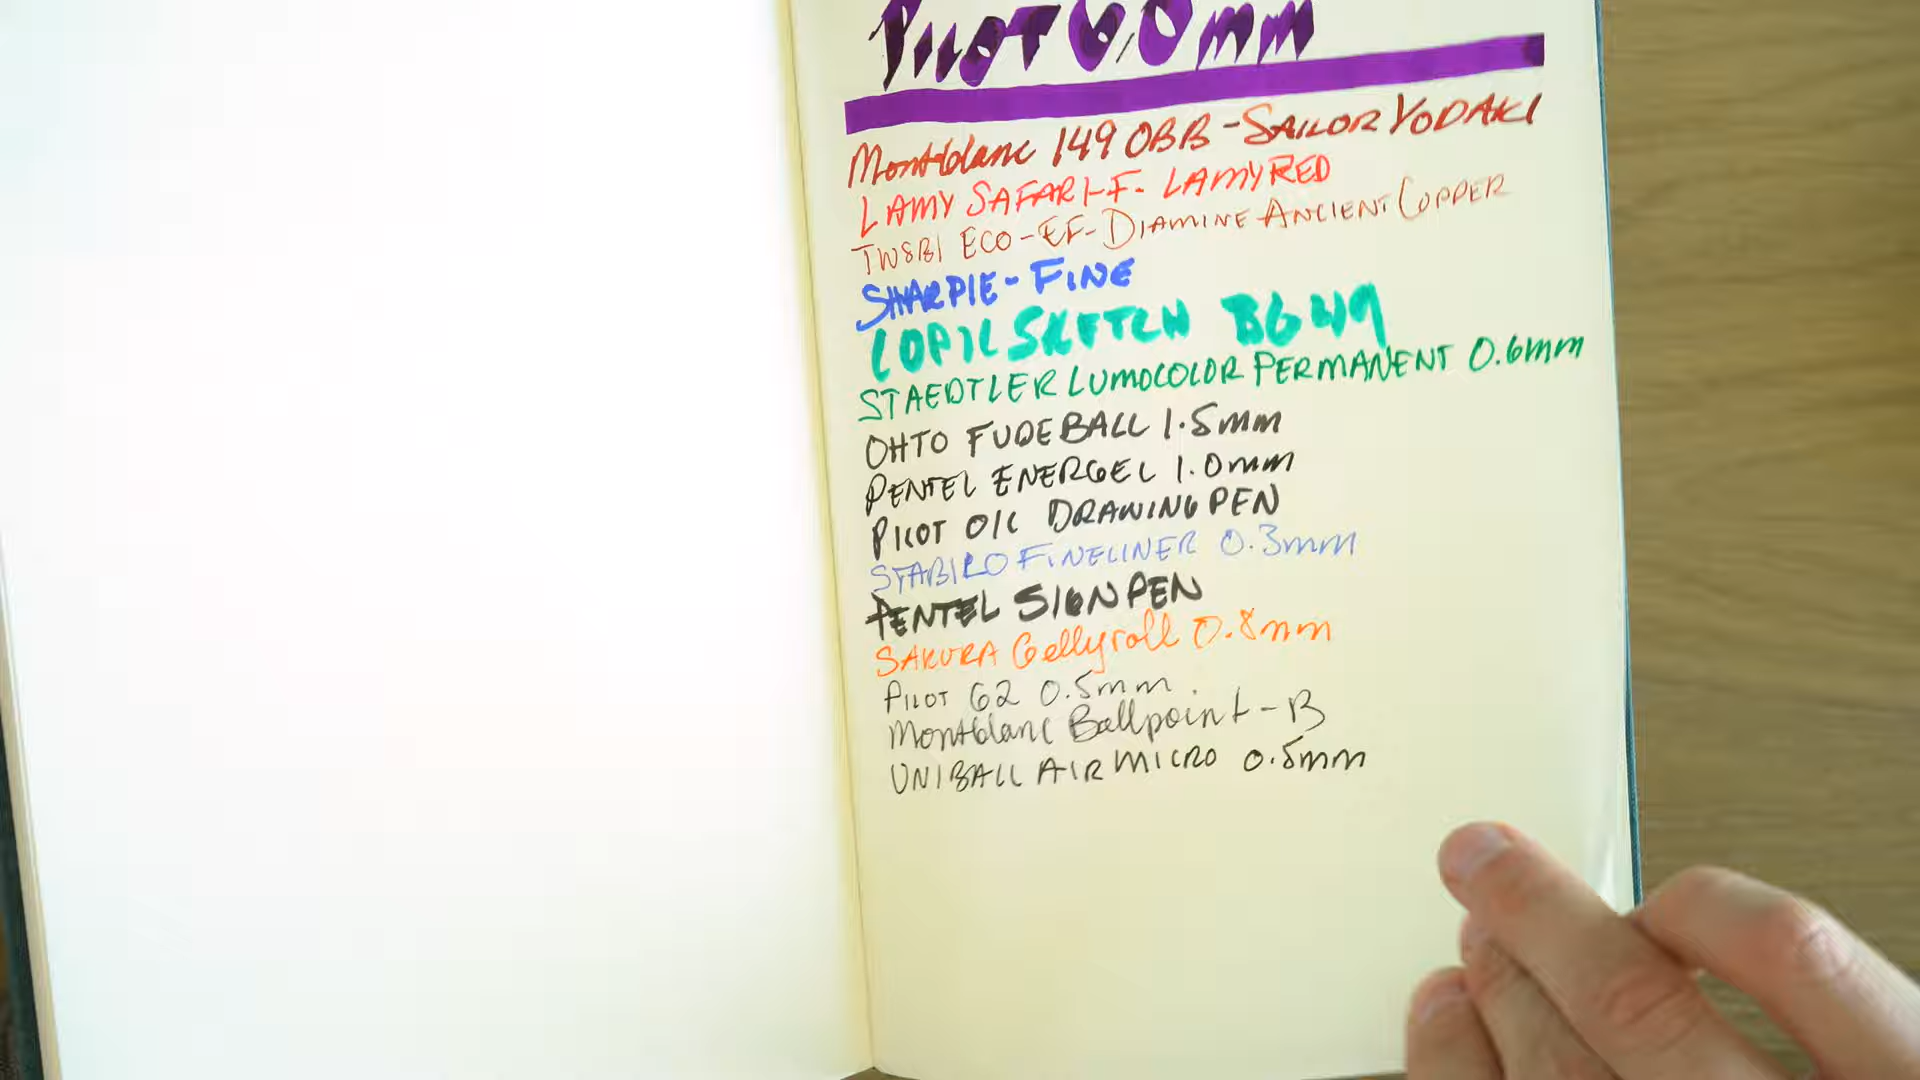 PILOT 6.0mm
Montblanc 149 OBB - SAILOR YODAKI
LAMY SAFARI-F. LAMY RED
TWSBI ECO-EF-DIAMINE ANCIENT COPPER
SHARPIE - FINE
COPIC SKETCH BG49
STAEDTLER LUMOCOLOR PERMANENT 0.6mm
OHTO FUDEBALL 1.5mm
PENTEL ENERGEL 1.0mm
PILOT OIL DRAWING PEN
STABILO FINELINER 0.3mm
PENTEL SIGN PEN
SAKURA Gellyroll 0.8mm
PILOT G2 0.5mm.
Montblanc Ballpoint - B
UNIBALL AIR MICRO 0.5mm